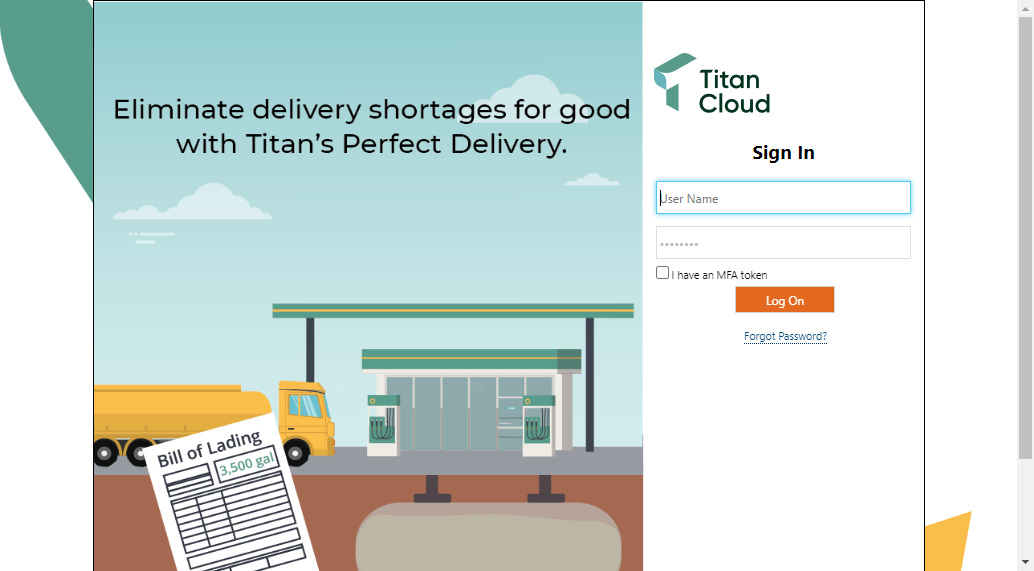 Eliminate delivery shortages for good
with Titan's Perfect Delivery.
Bill of Lading
3,500 gal
Titan
Cloud
Sign In
User Name
••••••••
I have an MFA token
Log On
Forgot Password?